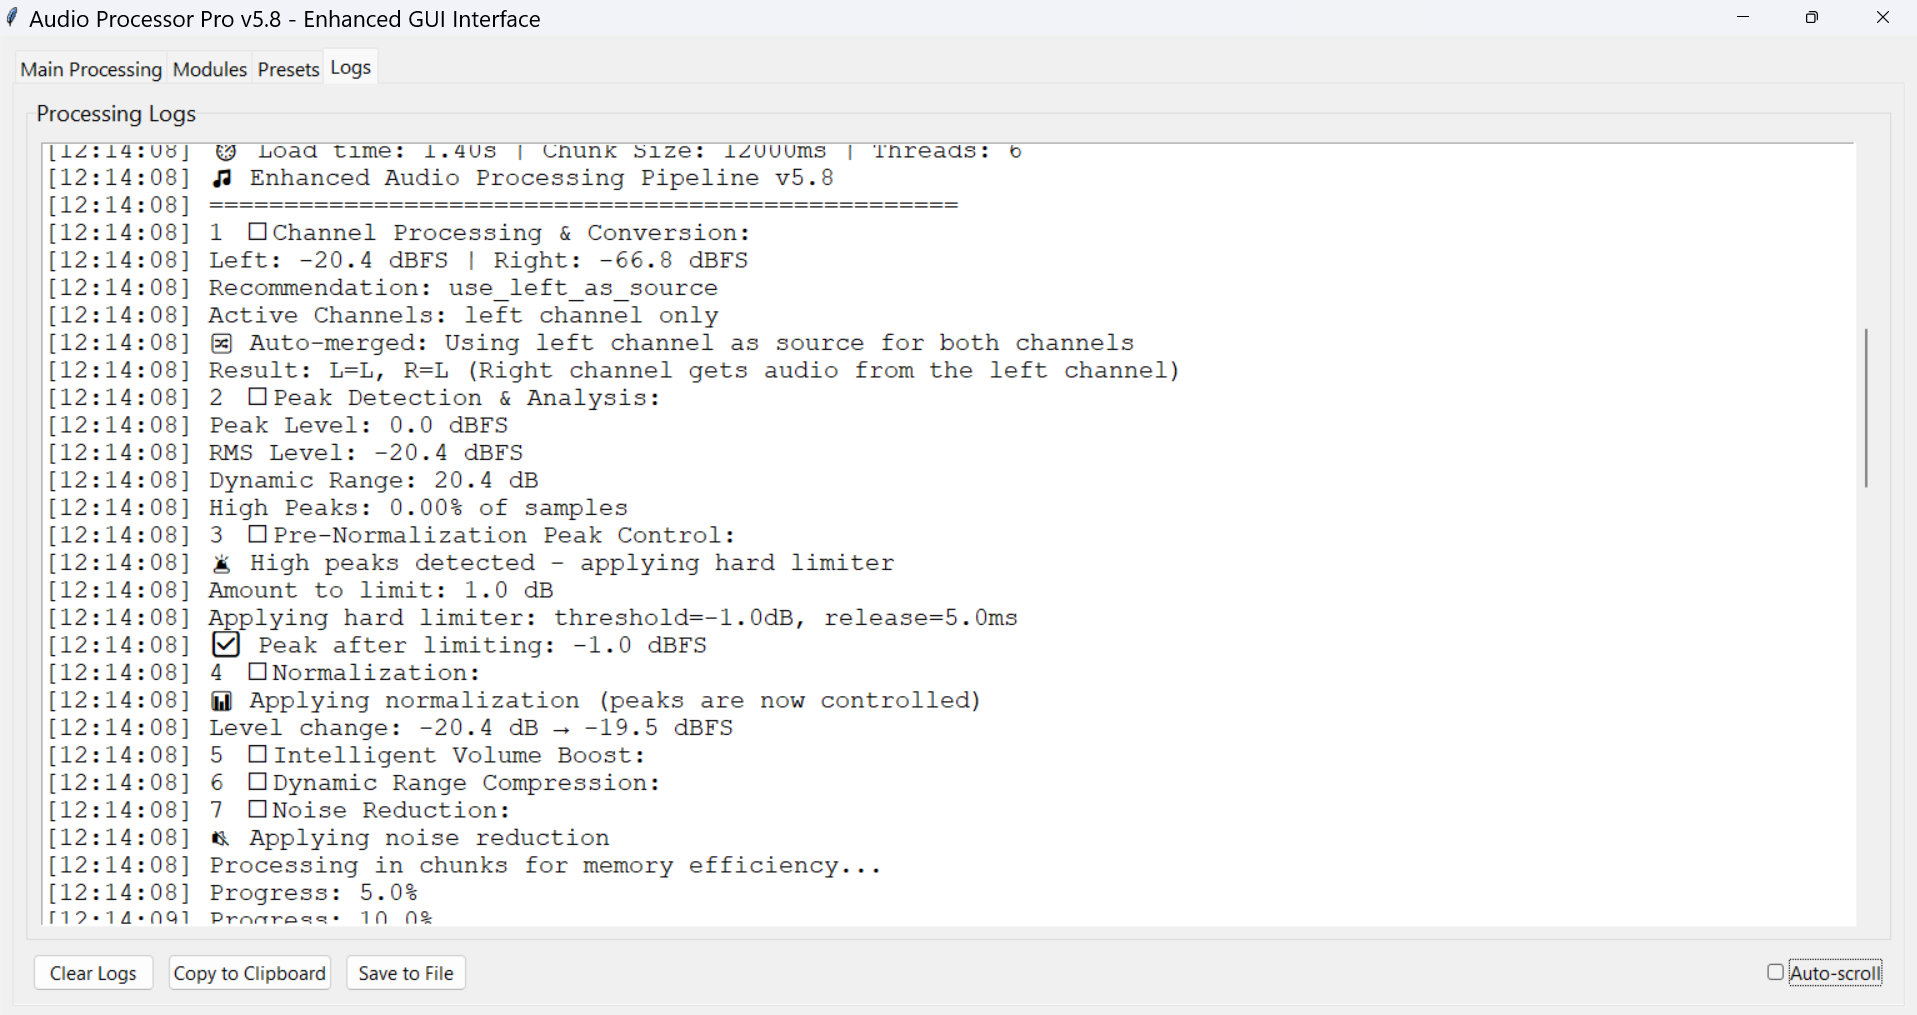 Audio Processor Pro v5.8 - Enhanced GUI Interface
Main Processing Modules Presets Logs
Processing Logs
[12:14:08] Load time: 1.40s | Chunk Size: 12000ms | Threads: 6
[12:14:08] 🎵 Enhanced Audio Processing Pipeline v5.8
[12:14:08] ==================================================
[12:14:08] 1 □Channel Processing & Conversion:
[12:14:08] Left: -20.4 dBFS | Right: -66.8 dBFS
[12:14:08] Recommendation: use_left_as_source
[12:14:08] Active Channels: left channel only
[12:14:08] 🔀 Auto-merged: Using left channel as source for both channels
[12:14:08] Result: L=L, R=L (Right channel gets audio from the left channel)
[12:14:08] 2 □Peak Detection & Analysis:
[12:14:08] Peak Level: 0.0 dBFS
[12:14:08] RMS Level: -20.4 dBFS
[12:14:08] Dynamic Range: 20.4 dB
[12:14:08] High Peaks: 0.00% of samples
[12:14:08] 3 □Pre-Normalization Peak Control:
[12:14:08] 🚨 High peaks detected - applying hard limiter
[12:14:08] Amount to limit: 1.0 dB
[12:14:08] Applying hard limiter: threshold=-1.0dB, release=5.0ms
[12:14:08] ✅ Peak after limiting: -1.0 dBFS
[12:14:08] 4 □Normalization:
[12:14:08] 📊 Applying normalization (peaks are now controlled)
[12:14:08] Level change: -20.4 dB → -19.5 dBFS
[12:14:08] 5 □Intelligent Volume Boost:
[12:14:08] 6 □Dynamic Range Compression:
[12:14:08] 7 □Noise Reduction:
[12:14:08] 🔇 Applying noise reduction
[12:14:08] Processing in chunks for memory efficiency...
[12:14:08] Progress: 5.0%
[12:14:09] Progress: 10.0%
Clear Logs Copy to Clipboard Save to File Auto-scroll